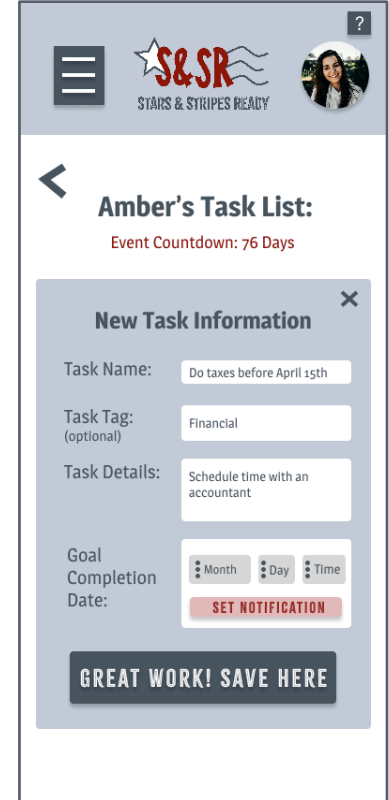 ?
S&SR
STARS & STRIPES READY
Amber's Task List:
Event Countdown: 76 Days
New Task Information
Task Name:
Do taxes before April 15th
Task Tag:
(optional)
Financial
Task Details:
Schedule time with an
accountant
Goal
Completion
Date:
Month Day Time
SET NOTIFICATION
GREAT WORK! SAVE HERE